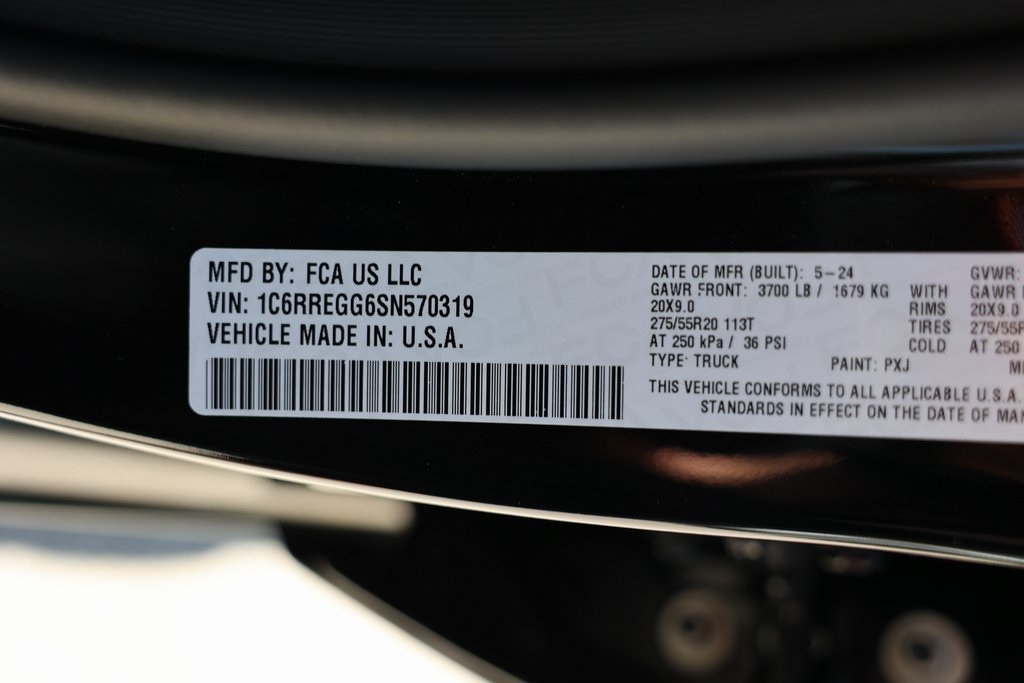 MFD BY: FCA US LLC
VIN: 1C6RREGG6SN570319
VEHICLE MADE IN: U.S.A.
DATE OF MFR (BUILT): 5-24
GAWR FRONT: 3700 LB / 1679 KG WITH
20X9.0 RIMS
275/55R20 113T TIRES
AT 250 kPa / 36 PSI COLD
TYPE: TRUCK PAINT: PXJ
THIS VEHICLE CONFORMS TO ALL APPLICABLE U.S.A.
STANDARDS IN EFFECT ON THE DATE OF
GVWR:
GAWR
20X9.0
AT 250